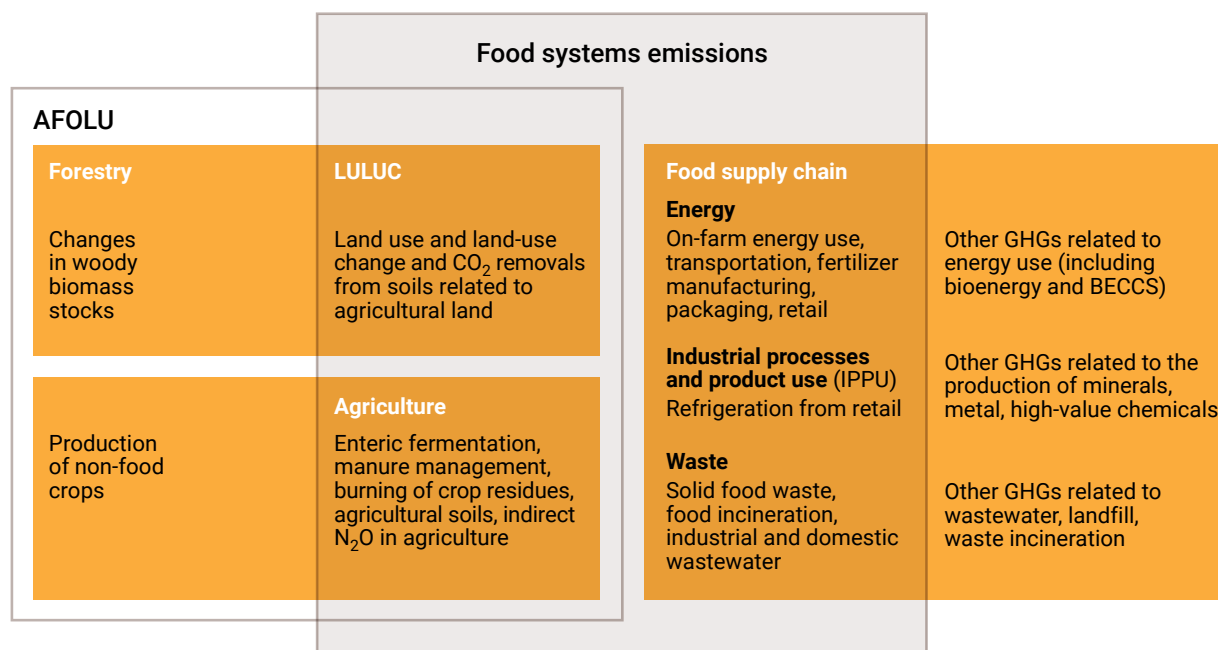 Food systems emissions
AFOLU
Forestry
Changes
in woody
biomass
stocks
LULUC
Land use and land-use
change and CO₂ removals
from soils related to
agricultural land
Production
of non-food
crops
Agriculture
Enteric fermentation,
manure management,
burning of crop residues,
agricultural soils, indirect
N₂O in agriculture
Food supply chain
Energy
On-farm energy use,
transportation, fertilizer
manufacturing,
packaging, retail
Other GHGs related to
energy use (including
bioenergy and BECCS)
Industrial processes
and product use (IPPU)
Refrigeration from retail
Other GHGs related to the
production of minerals,
metal, high-value chemicals
Waste
Solid food waste,
food incineration,
industrial and domestic
wastewater
Other GHGs related to
wastewater, landfill,
waste incineration